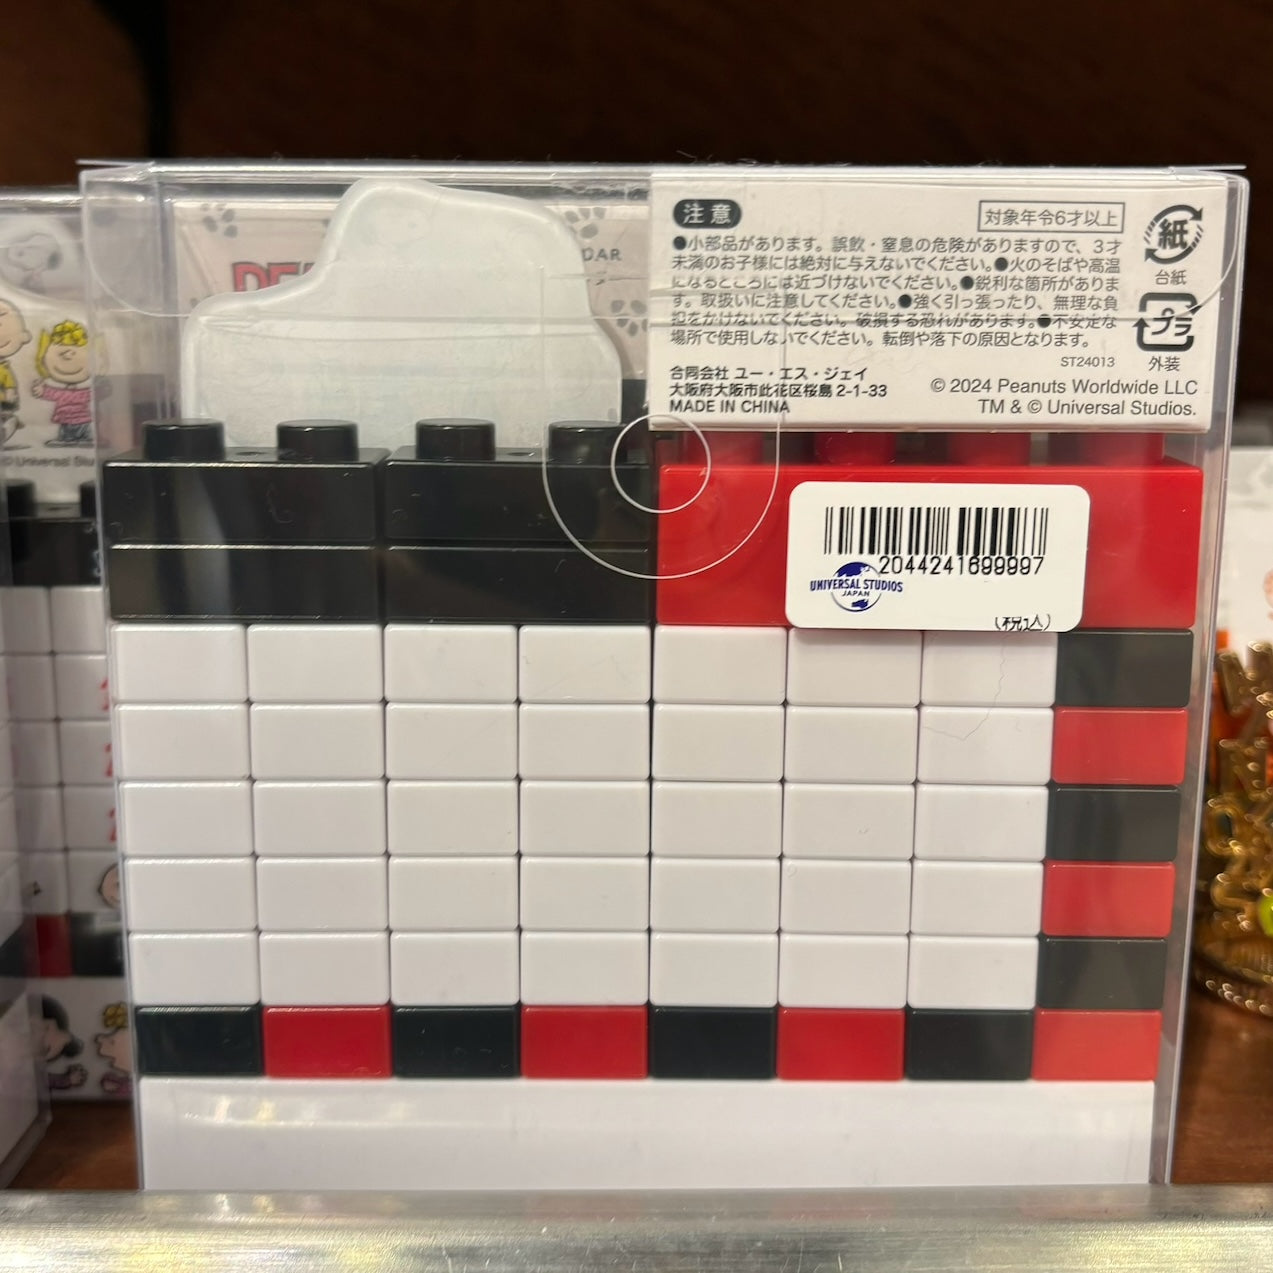 注意
対象年令6才以上
●小部品があります。誤飲・窒息の危険がありますので、3才
未満のお子様には絶対に与えないでください。●火のそばや高温
になるところには近づけないでください。●鋭利な箇所がありま
す。取扱いに注意してください。●強く引っ張ったり、無理な負
担をかけないでください。破損する恐れがあります。●不安定な
場所で使用しないでください。転倒や落下の原因となります。
紙
台紙
プラ
外装
ST24013
合同会社 ユー・エス・ジェイ
大阪府大阪市此花区桜島 2-1-33
MADE IN CHINA
© 2024 Peanuts Worldwide LLC
TM & © Universal Studios.
2044241699997
UNIVERSAL STUDIOS
JAPAN
(税込)
DAR
© Universal Stu